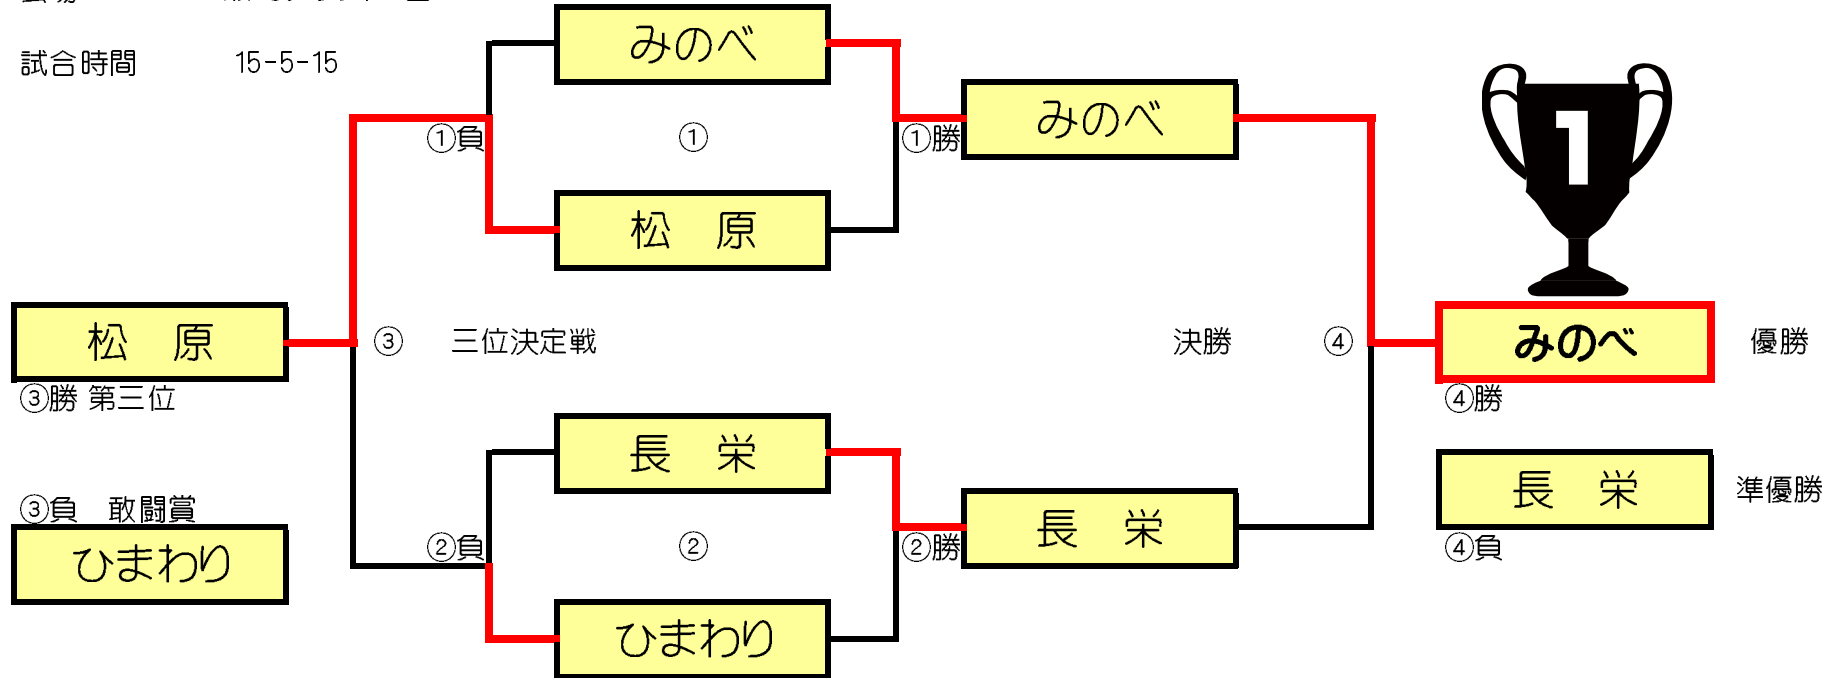 試合時間 15-5-15
みのべ
①負 ① ①勝 みのべ
松 原
1
松 原 ③ 三位決定戦 決勝 ④ みのべ 優勝
③勝 第三位 ④勝
長 栄
③負 敢闘賞 長 栄 準優勝
ひまわり ②負 ② ②勝 長 栄 ④負
ひまわり